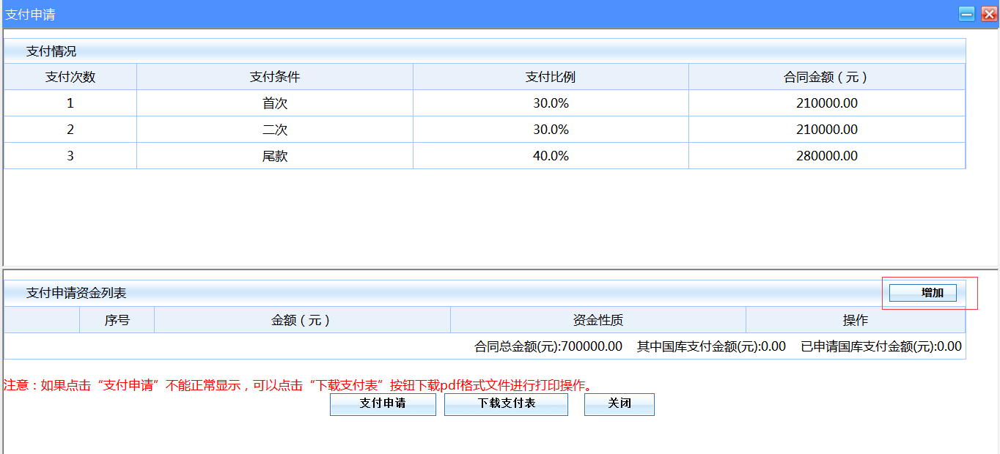 支付申请
支付情况
支付次数 支付条件 支付比例 合同金额（元）
1 首次 30.0% 210000.00
2 二次 30.0% 210000.00
3 尾款 40.0% 280000.00
支付申请资金列表 增加
序号 金额（元） 资金性质 操作
合同总金额(元):700000.00 其中国库支付金额(元):0.00 已申请国库支付金额(元):0.00
注意：如果点击“支付申请”不能正常显示，可以点击“下载支付表”按钮下载pdf格式文件进行打印操作。
支付申请 下载支付表 关闭